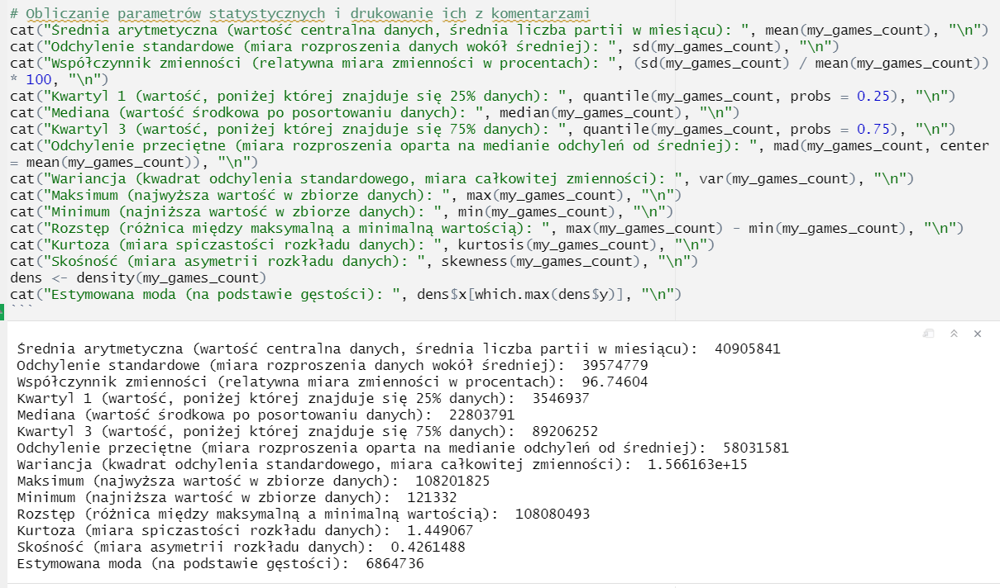 # Obliczanie parametrów statystycznych i drukowanie ich z komentarzami
cat("Średnia arytmetyczna (wartość centralna danych, średnia liczba partii w miesiącu): ", mean(my_games_count), "\n")
cat("Odchylenie standardowe (miara rozproszenia danych wokół średniej): ", sd(my_games_count), "\n")
cat("Współczynnik zmienności (relatywna miara zmienności w procentach): ", (sd(my_games_count) / mean(my_games_count))
* 100, "\n")
cat("Kwartyl 1 (wartość, poniżej której znajduje się 25% danych): ", quantile(my_games_count, probs = 0.25), "\n")
cat("Mediana (wartość środkowa po posortowaniu danych): ", median(my_games_count), "\n")
cat("Kwartyl 3 (wartość, poniżej której znajduje się 75% danych): ", quantile(my_games_count, probs = 0.75), "\n")
cat("Odchylenie przeciętne (miara rozproszenia oparta na medianie odchyleń od średniej): ", mad(my_games_count, center
= mean(my_games_count)), "\n")
cat("Wariancja (kwadrat odchylenia standardowego, miara całkowitej zmienności): ", var(my_games_count), "\n")
cat("Maksimum (najwyższa wartość w zbiorze danych): ", max(my_games_count), "\n")
cat("Minimum (najniższa wartość w zbiorze danych): ", min(my_games_count), "\n")
cat("Rozstęp (różnica między maksymalną a minimalną wartością): ", max(my_games_count) - min(my_games_count), "\n")
cat("Kurtoza (miara spiczastości rozkładu danych): ", kurtosis(my_games_count), "\n")
cat("Skośność (miara asymetrii rozkładu danych): ", skewness(my_games_count), "\n")
dens <- density(my_games_count)
cat("Estymowana moda (na podstawie gęstości): ", dens$x[which.max(dens$y)], "\n")
```
Średnia arytmetyczna (wartość centralna danych, średnia liczba partii w miesiącu):  40905841
Odchylenie standardowe (miara rozproszenia danych wokół średniej):  39574779
Współczynnik zmienności (relatywna miara zmienności w procentach):  96.74604
Kwartyl 1 (wartość, poniżej której znajduje się 25% danych):  3546937
Mediana (wartość środkowa po posortowaniu danych):  22803791
Kwartyl 3 (wartość, poniżej której znajduje się 75% danych):  89206252
Odchylenie przeciętne (miara rozproszenia oparta na medianie odchyleń od średniej):  58031581
Wariancja (kwadrat odchylenia standardowego, miara całkowitej zmienności):  1.566163e+15
Maksimum (najwyższa wartość w zbiorze danych):  108201825
Minimum (najniższa wartość w zbiorze danych):  121332
Rozstęp (różnica między maksymalną a minimalną wartością):  108080493
Kurtoza (miara spiczastości rozkładu danych):  1.449067
Skośność (miara asymetrii rozkładu danych):  0.4261488
Estymowana moda (na podstawie gęstości):  6864736